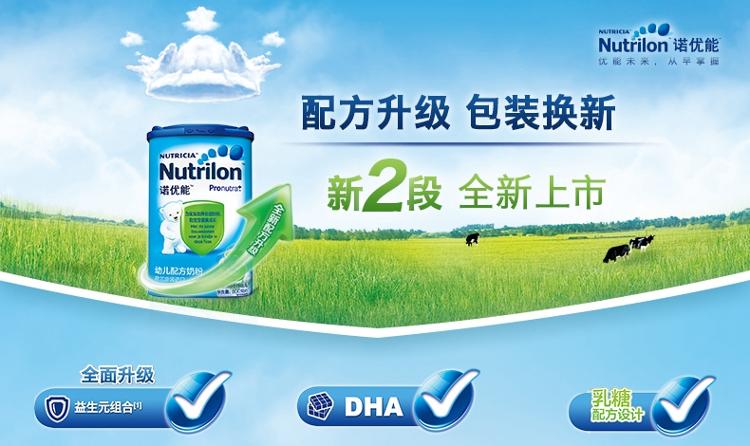 NUTRICIA
Nutrilon 诺优能
优能未来，从早掌握
配方升级 包装换新
新2段 全新上市
NUTRICIA
Nutrilon
诺优能
Pronutra+
全新配方升级
幼儿配方奶粉
全面升级
益生元组合[1]
DHA
乳糖
配方设计